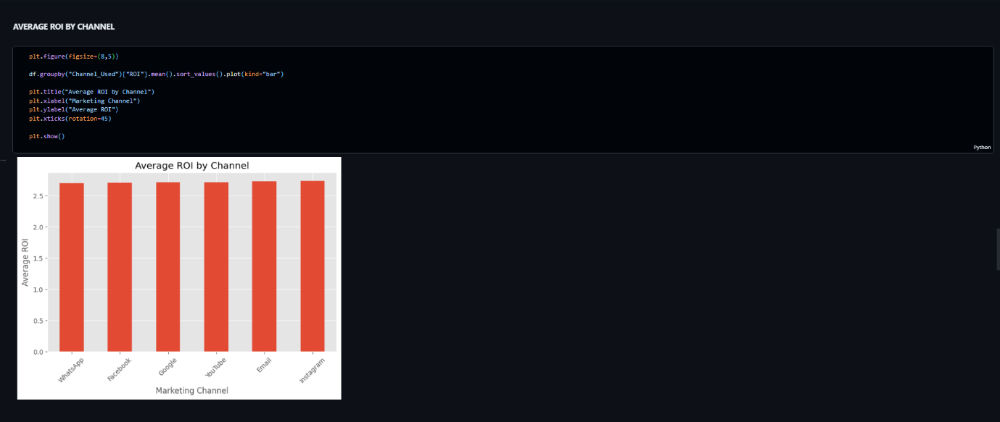 AVERAGE ROI BY CHANNEL
plt.figure(figsize=(8,5))
df.groupby("Channel_Used")["ROI"].mean().sort_values().plot(kind="bar")
plt.title("Average ROI by Channel")
plt.xlabel("Marketing Channel")
plt.ylabel("Average ROI")
plt.xticks(rotation=45)
plt.show()
Python
...
Average ROI by Channel
2.5
2.0
1.5
1.0
0.5
0.0
Average ROI
WhatsApp
Facebook
Google
YouTube
Email
Instagram
Marketing Channel